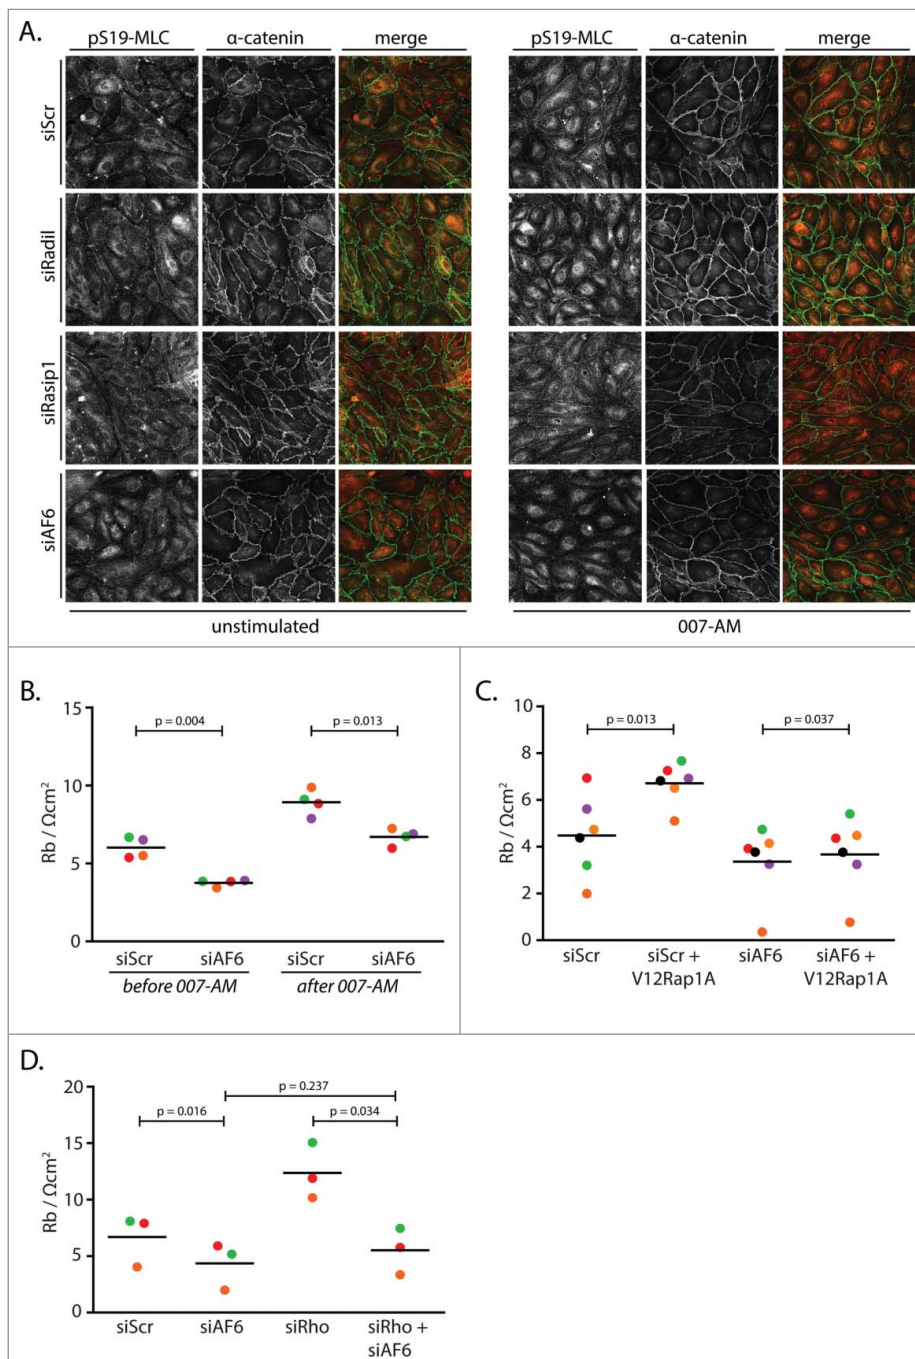 A.
pS19-MLC α-catenin merge pS19-MLC α-catenin merge
siScr
siRadil
siRasip1
siAF6
unstimulated 007-AM
B.
15
10
5
0
Rb / Ωcm²
p = 0.004 p = 0.013
siScr siAF6 siScr siAF6
before 007-AM after 007-AM
C.
10
8
6
4
2
0
Rb / Ωcm²
p = 0.013 p = 0.037
siScr siScr + siAF6 siAF6 +
V12Rap1A V12Rap1A
D.
20
15
10
5
0
Rb / Ωcm²
p = 0.237
p = 0.016 p = 0.034
siScr siAF6 siRho siRho +
siAF6